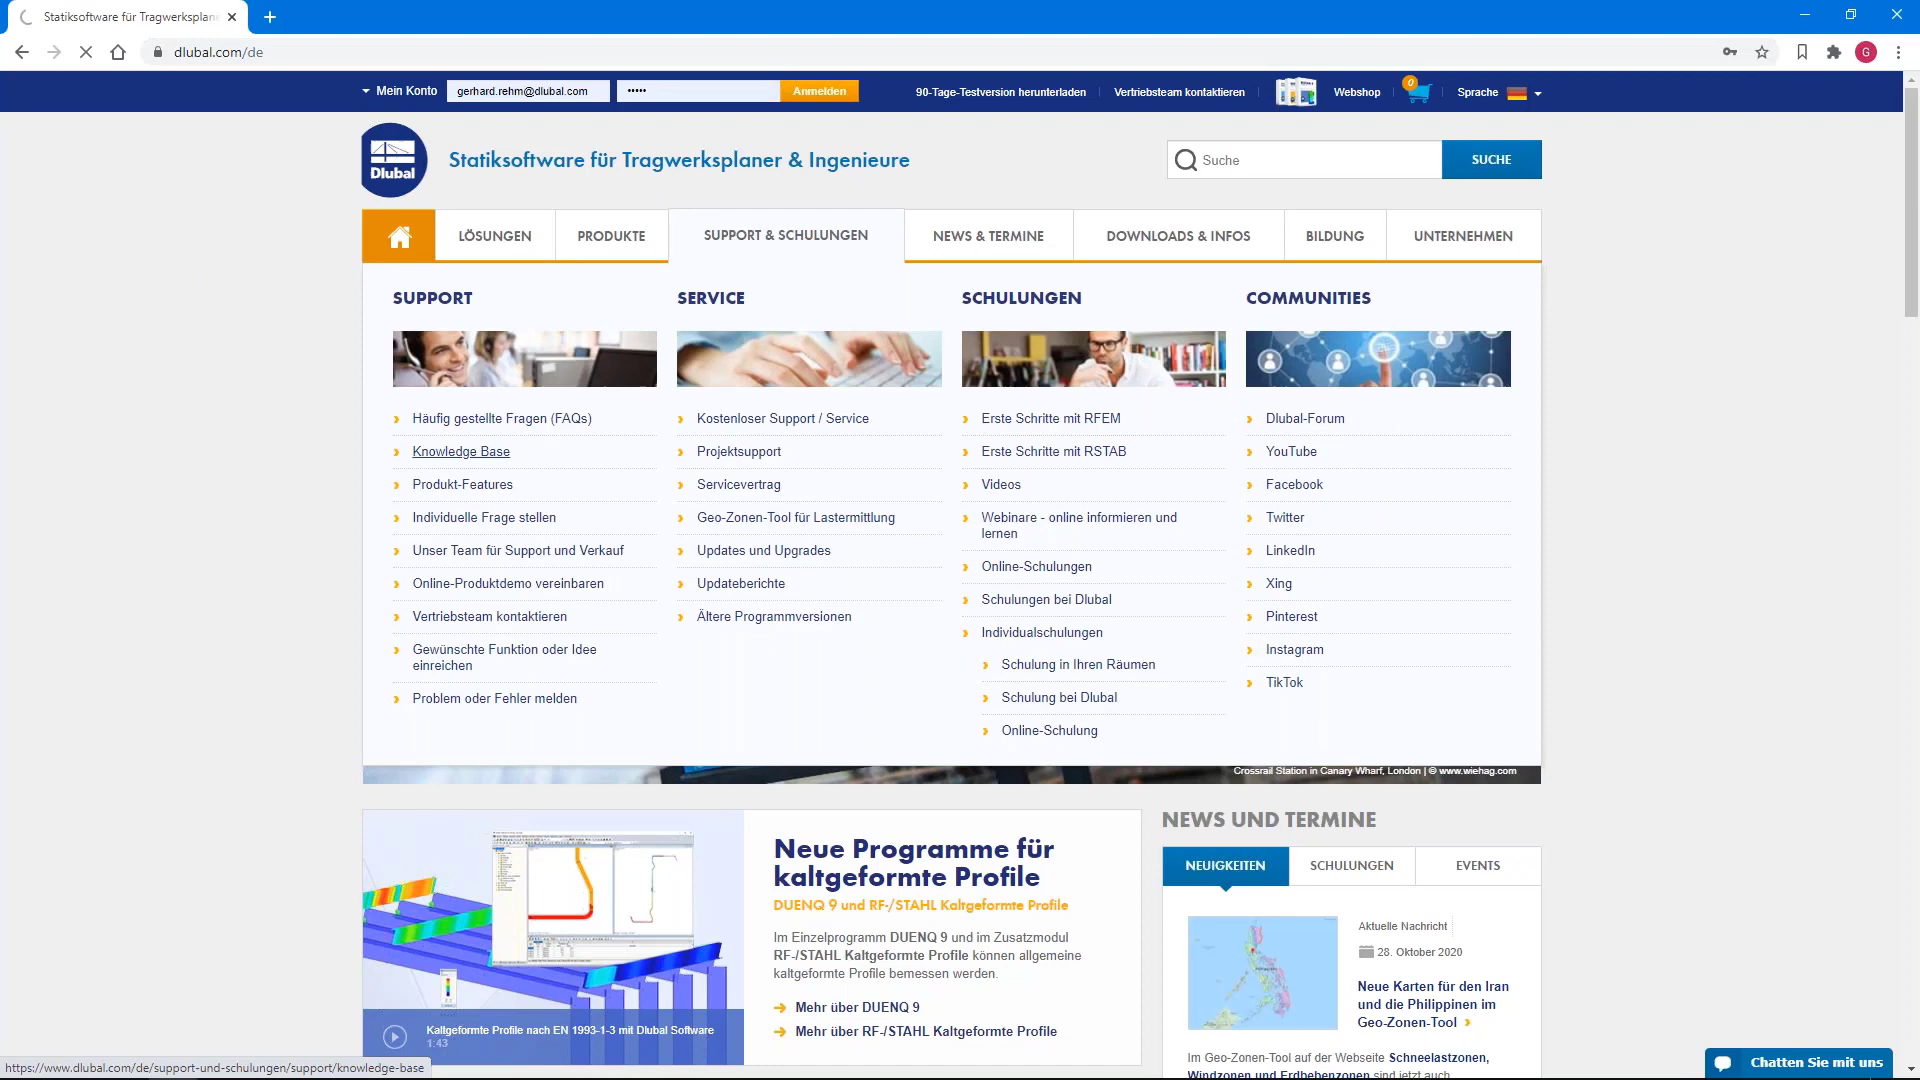 Statiksoftware für Tragwerksplane
dlubal.com/de
G
Mein Konto
gerhard.rehm@dlubal.com
•••••
Anmelden
90-Tage-Testversion herunterladen
Vertriebsteam kontaktieren
Webshop
0
Sprache
Dlubal
Statiksoftware für Tragwerksplaner & Ingenieure
Suche
SUCHE
LÖSUNGEN
PRODUKTE
SUPPORT & SCHULUNGEN
NEWS & TERMINE
DOWNLOADS & INFOS
BILDUNG
UNTERNEHMEN
SUPPORT
Häufig gestellte Fragen (FAQs)
Knowledge Base
Produkt-Features
Individuelle Frage stellen
Unser Team für Support und Verkauf
Online-Produktdemo vereinbaren
Vertriebsteam kontaktieren
Gewünschte Funktion oder Idee
einreichen
Problem oder Fehler melden
SERVICE
Kostenloser Support / Service
Projektsupport
Servicevertrag
Geo-Zonen-Tool für Lastermittlung
Updates und Upgrades
Updateberichte
Ältere Programmversionen
SCHULUNGEN
Erste Schritte mit RFEM
Erste Schritte mit RSTAB
Videos
Webinare - online informieren und
lernen
Online-Schulungen
Schulungen bei Dlubal
Individualschulungen
Schulung in Ihren Räumen
Schulung bei Dlubal
Online-Schulung
COMMUNITIES
Dlubal-Forum
YouTube
Facebook
Twitter
LinkedIn
Xing
Pinterest
Instagram
TikTok
Crossrail Station in Canary Wharf, London | © www.wiehag.com
Kaltgeformte Profile nach EN 1993-1-3 mit Dlubal Software
1:43
Neue Programme für
kaltgeformte Profile
DUENQ 9 und RF-/STAHL Kaltgeformte Profile
Im Einzelprogramm DUENQ 9 und im Zusatzmodul
RF-/STAHL Kaltgeformte Profile können allgemeine
kaltgeformte Profile bemessen werden.
Mehr über DUENQ 9
Mehr über RF-/STAHL Kaltgeformte Profile
NEWS UND TERMINE
NEUIGKEITEN
SCHULUNGEN
EVENTS
Aktuelle Nachricht
28. Oktober 2020
Neue Karten für den Iran
und die Philippinen im
Geo-Zonen-Tool
Im Geo-Zonen-Tool auf der Webseite Schneelastzonen,
Windzonen und Erdbebenzonen sind jetzt auch
Chatten Sie mit uns
https://www.dlubal.com/de/support-und-schulungen/support/knowledge-base